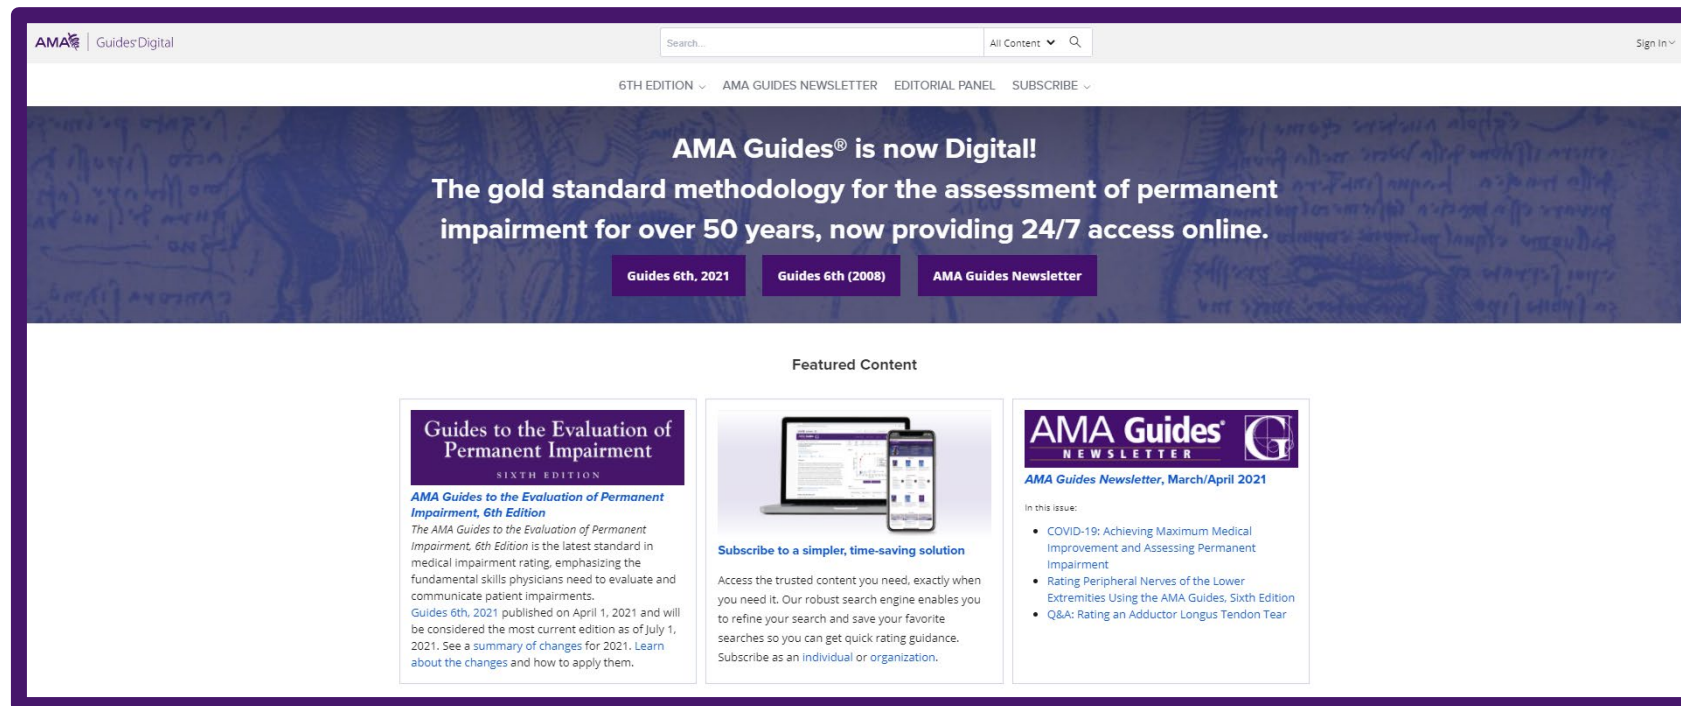 AMA | Guides® Digital
Search...
All Content
Sign In
6TH EDITION
AMA GUIDES NEWSLETTER
EDITORIAL PANEL
SUBSCRIBE
AMA Guides® is now Digital!
The gold standard methodology for the assessment of permanent
impairment for over 50 years, now providing 24/7 access online.
Guides 6th, 2021
Guides 6th (2008)
AMA Guides Newsletter
Featured Content
Guides to the Evaluation of
Permanent Impairment
SIXTH EDITION
AMA Guides to the Evaluation of Permanent
Impairment, 6th Edition
The AMA Guides to the Evaluation of Permanent
Impairment, 6th Edition is the latest standard in
medical impairment rating, emphasizing the
fundamental skills physicians need to evaluate and
communicate patient impairments.
Guides 6th, 2021 published on April 1, 2021 and will
be considered the most current edition as of July 1,
2021. See a summary of changes for 2021. Learn
about the changes and how to apply them.
Subscribe to a simpler, time-saving solution
Access the trusted content you need, exactly when
you need it. Our robust search engine enables you
to refine your search and save your favorite
searches so you can get quick rating guidance.
Subscribe as an individual or organization.
AMA Guides®
NEWSLETTER
AMA Guides Newsletter, March/April 2021
In this issue:
• COVID-19: Achieving Maximum Medical
Improvement and Assessing Permanent
Impairment
• Rating Peripheral Nerves of the Lower
Extremities Using the AMA Guides, Sixth Edition
• Q&A: Rating an Adductor Longus Tendon Tear